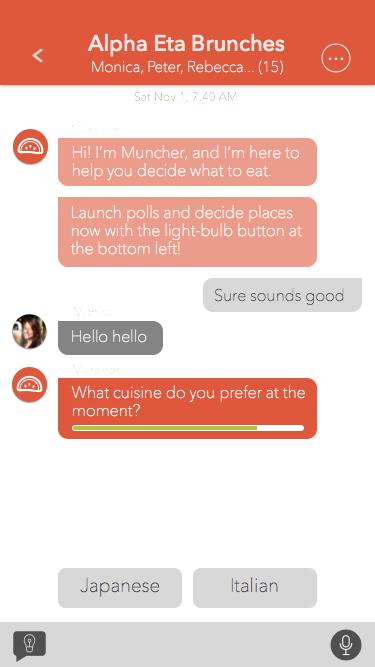 Alpha Eta Brunches
Monica, Peter, Rebecca... (15)
Sat Nov 1, 7:40 AM
Hi! I'm Muncher, and I'm here to
help you decide what to eat.
Launch polls and decide places
now with the light-bulb button at
the bottom left!
Sure sounds good
Monica
Hello hello
Muncher
What cuisine do you prefer at the
moment?
Japanese
Italian